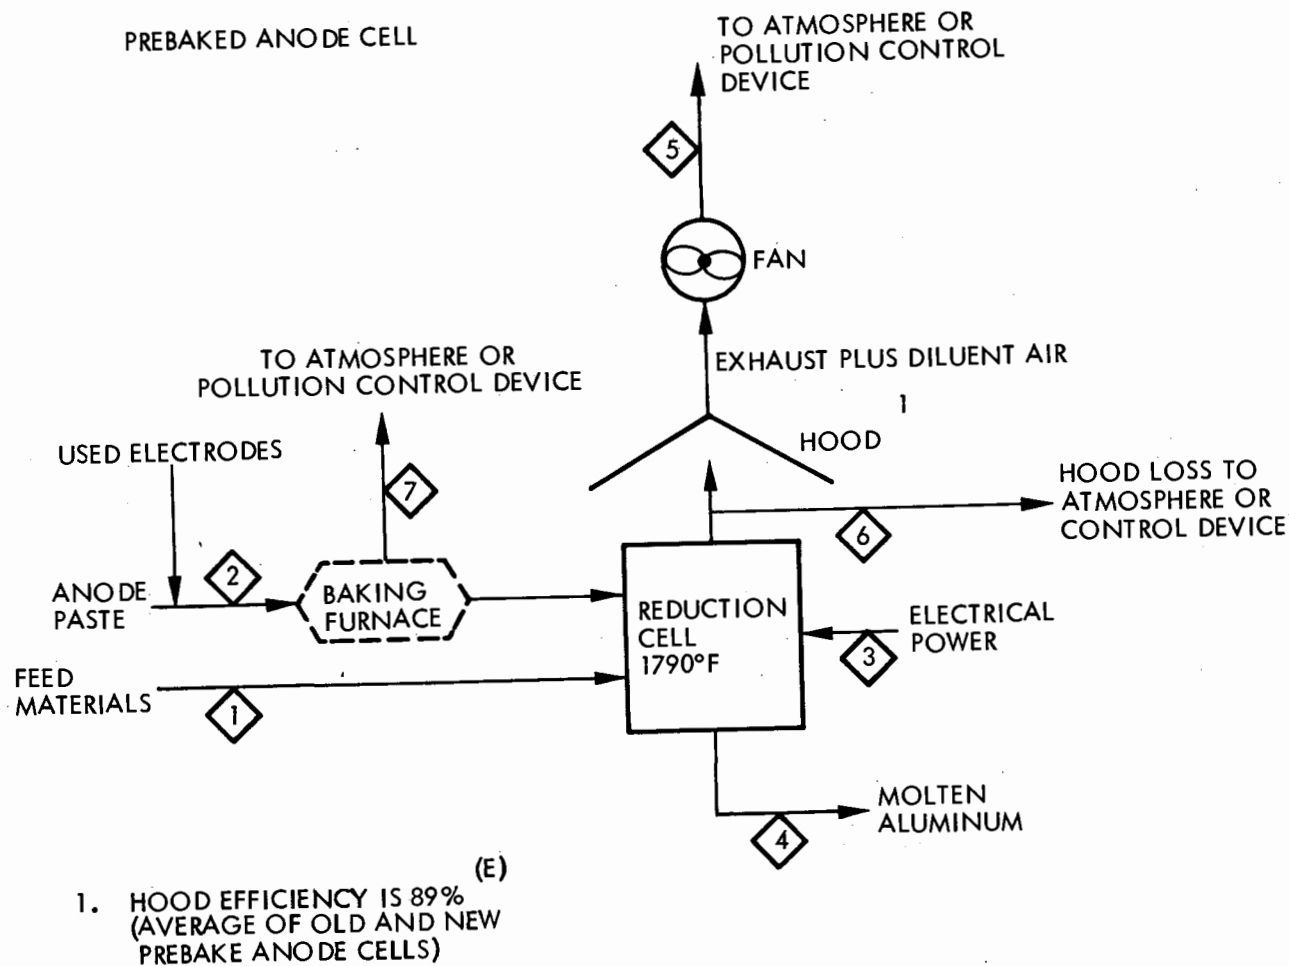 PREBAKED ANODE CELL
TO ATMOSPHERE OR
POLLUTION CONTROL
DEVICE
5
FAN
TO ATMOSPHERE OR
POLLUTION CONTROL DEVICE
EXHAUST PLUS DILUENT AIR
1
HOOD
USED ELECTRODES
7
HOOD LOSS TO
ATMOSPHERE OR
CONTROL DEVICE
6
ANODE
PASTE
2
BAKING
FURNACE
REDUCTION
CELL
1790°F
ELECTRICAL
POWER
3
FEED
MATERIALS
1
MOLTEN
ALUMINUM
4
(E)
1. HOOD EFFICIENCY IS 89%
(AVERAGE OF OLD AND NEW
PREBAKE ANODE CELLS)